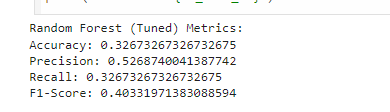 Random Forest (Tuned) Metrics:
Accuracy: 0.32673267326732675
Precision: 0.5268740041387742
Recall: 0.32673267326732675
F1-Score: 0.40331971383088594